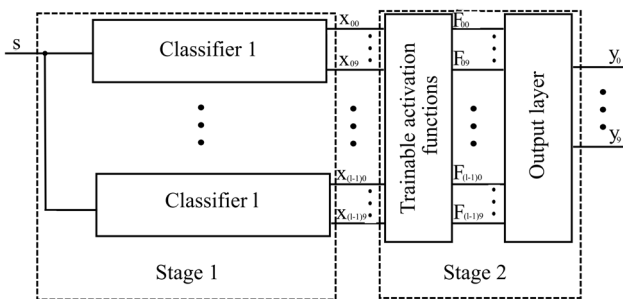 s
Classifier 1
Classifier l
Stage 1
x₀₀
x₀₉
x₍ₗ₋₁₎₀
x₍ₗ₋₁₎₉
Trainable activation
functions
F₀₀
F₀₉
F₍ₗ₋₁₎₀
F₍ₗ₋₁₎₉
Output layer
y₀
y₉
Stage 2